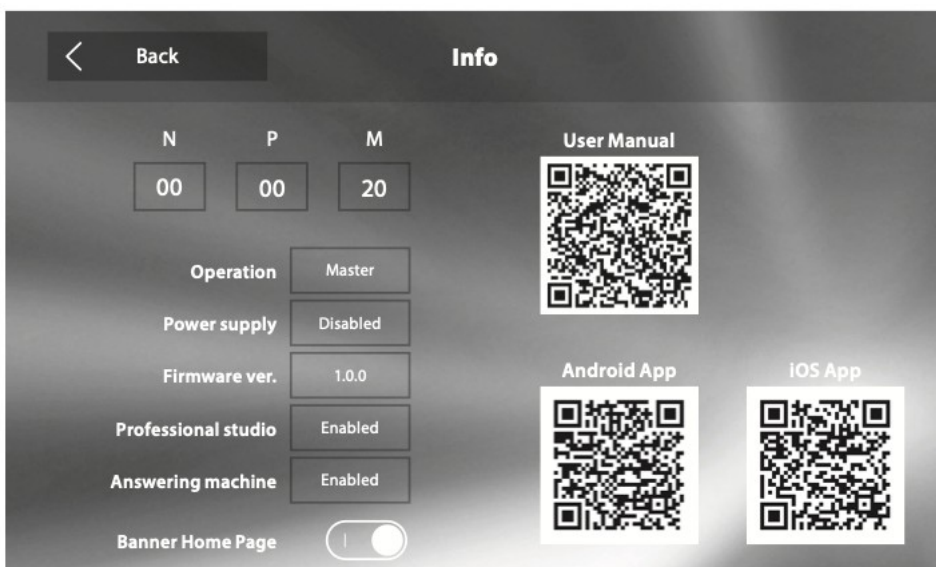 Back
Info
N P M
00 00 20
Operation Master
Power supply Disabled
Firmware ver. 1.0.0
Professional studio Enabled
Answering machine Enabled
Banner Home Page
User Manual
Android App
iOS App